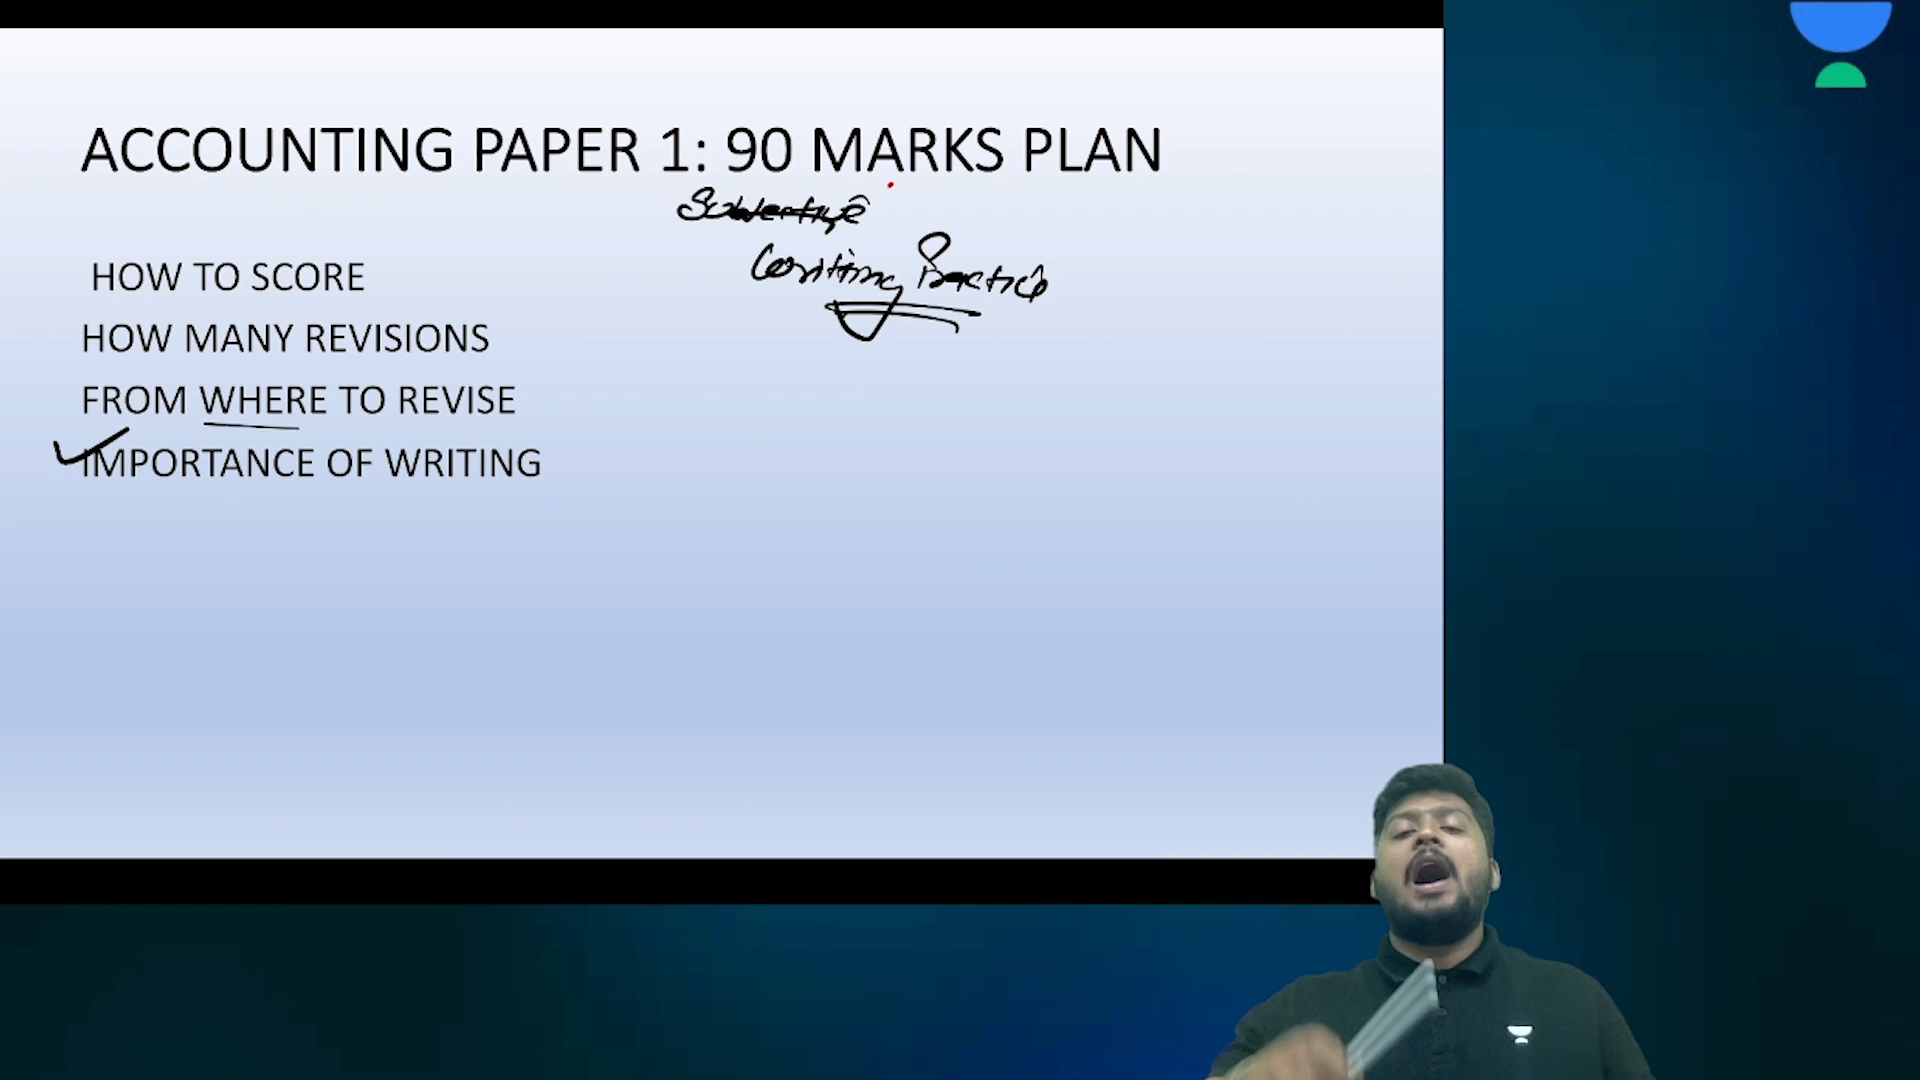 ACCOUNTING PAPER 1: 90 MARKS PLAN
Subjective
Writing Practice
HOW TO SCORE
HOW MANY REVISIONS
FROM WHERE TO REVISE
IMPORTANCE OF WRITING